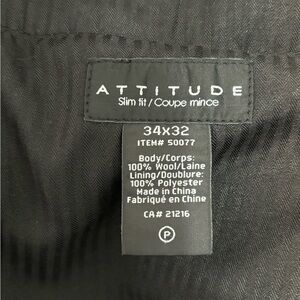 ATTITUDE
Slim fit / Coupe mince
34x32
ITEM# 50077
Body/Corps:
100% Wool/Laine
Lining/Doublure:
100% Polyester
Made in China
Fabriqué en Chine
CA# 21216
P